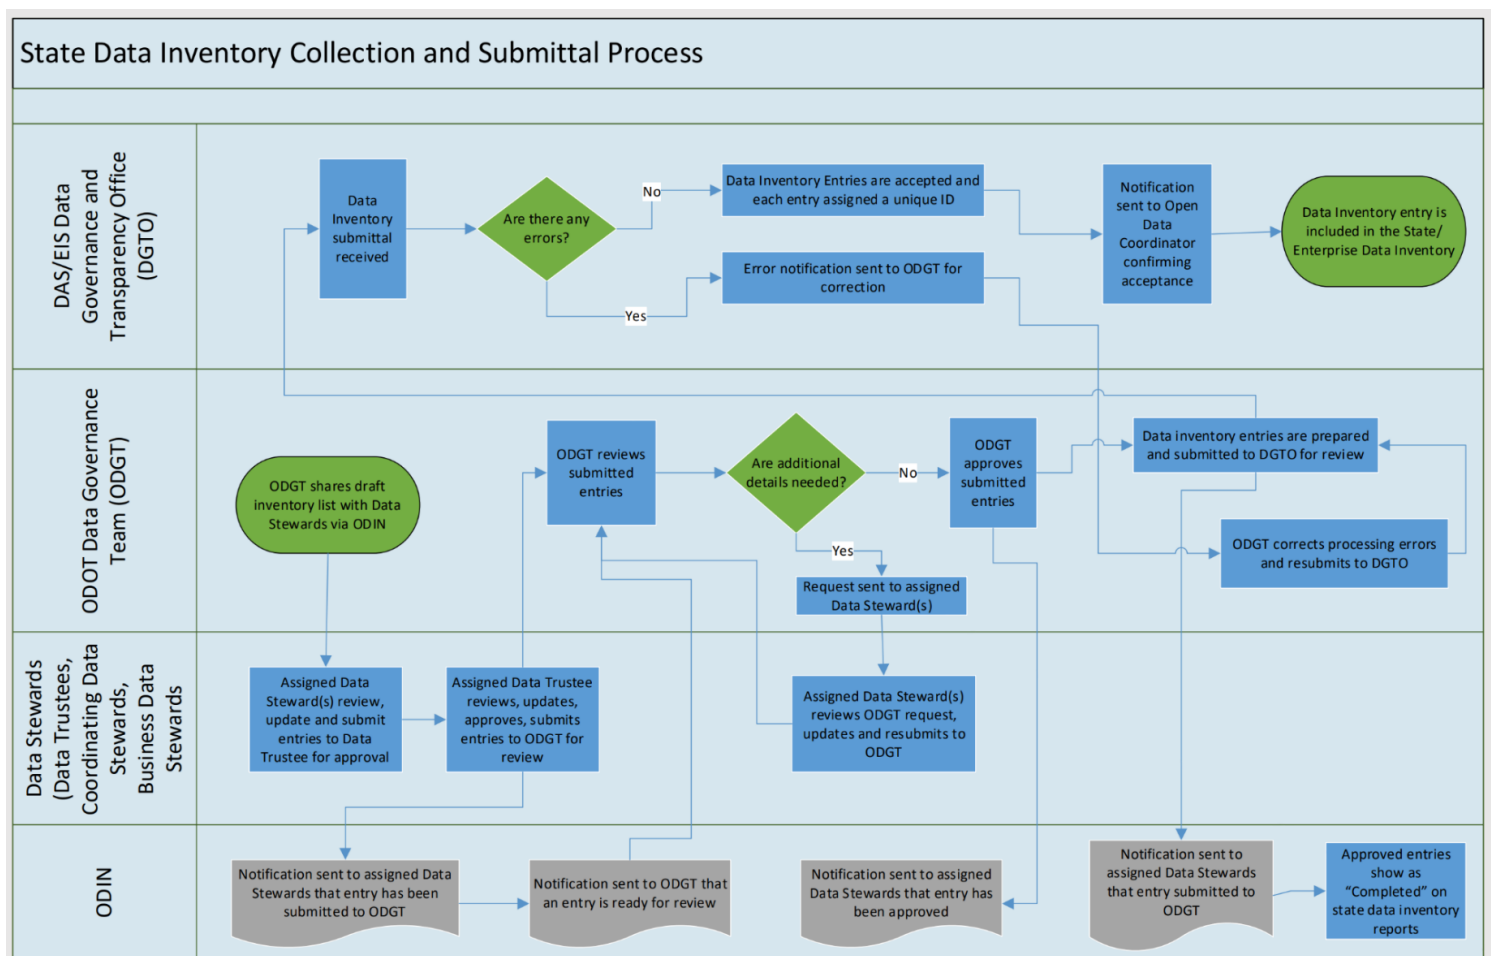 State Data Inventory Collection and Submittal Process
DAS/EIS Data
Governance and
Transparency Office
(DGTO)
Data
Inventory
submittal
received
Are there any
errors?
No
Yes
Data Inventory Entries are accepted and
each entry assigned a unique ID
Error notification sent to ODGT for
correction
Notification
sent to Open
Data
Coordinator
confirming
acceptance
Data Inventory entry is
included in the State/
Enterprise Data Inventory
ODOT Data Governance
Team (ODGT)
ODGT shares draft
inventory list with Data
Stewards via ODIN
ODGT reviews
submitted
entries
Are additional
details needed?
No
Yes
Request sent to assigned
Data Steward(s)
ODGT
approves
submitted
entries
Data inventory entries are prepared
and submitted to DGTO for review
ODGT corrects processing errors
and resubmits to DGTO
Data Stewards
(Data Trustees,
Coordinating Data
Stewards,
Business Data
Stewards
Assigned Data
Steward(s) review,
update and submit
entries to Data
Trustee for approval
Assigned Data Trustee
reviews, updates,
approves, submits
entries to ODGT for
review
Assigned Data Steward(s)
reviews ODGT request,
updates and resubmits to
ODGT
ODIN
Notification sent to assigned Data
Stewards that entry has been
submitted to ODGT
Notification sent to ODGT that
an entry is ready for review
Notification sent to assigned
Data Stewards that entry has
been approved
Notification sent to
assigned Data Stewards
that entry submitted to
ODGT
Approved entries
show as
“Completed” on
state data inventory
reports